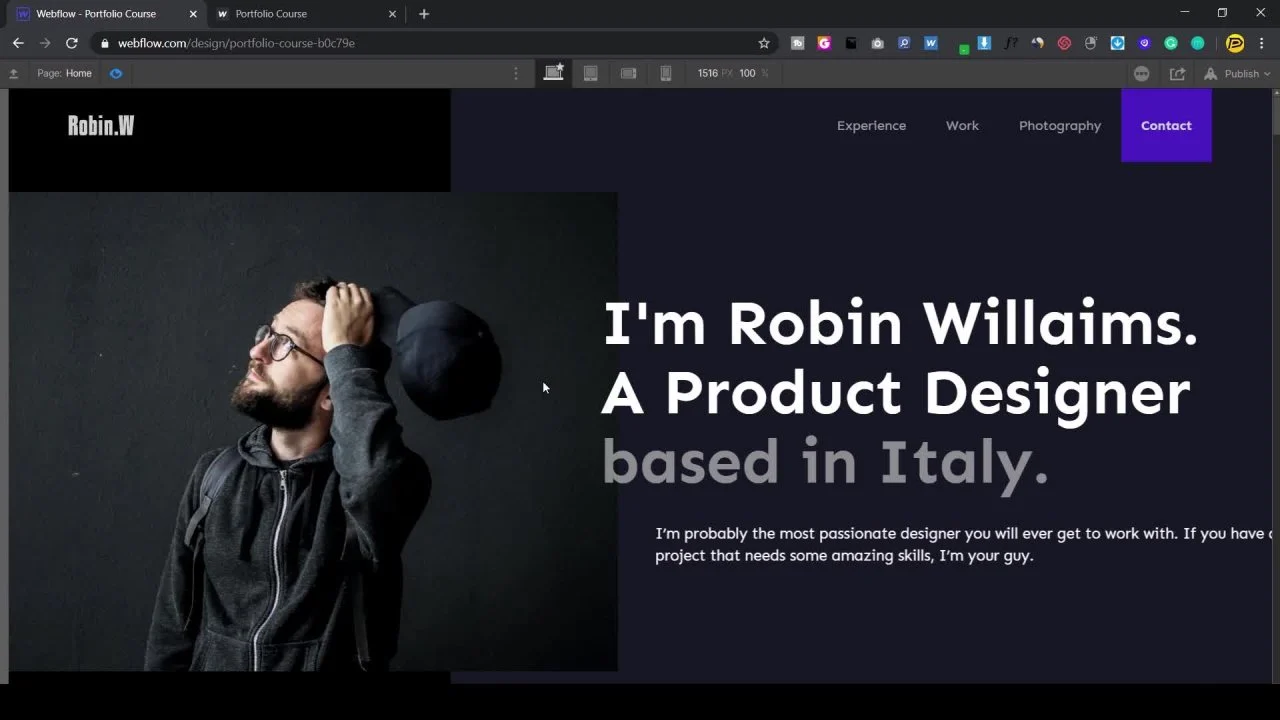 Webflow - Portfolio Course
Portfolio Course
webflow.com/design/portfolio-course-b0c79e
Page: Home
1516 PX 100 %
Publish
Robin.W
Experience
Work
Photography
Contact
I'm Robin Willaims.
A Product Designer
based in Italy.
I’m probably the most passionate designer you will ever get to work with. If you have
project that needs some amazing skills, I’m your guy.